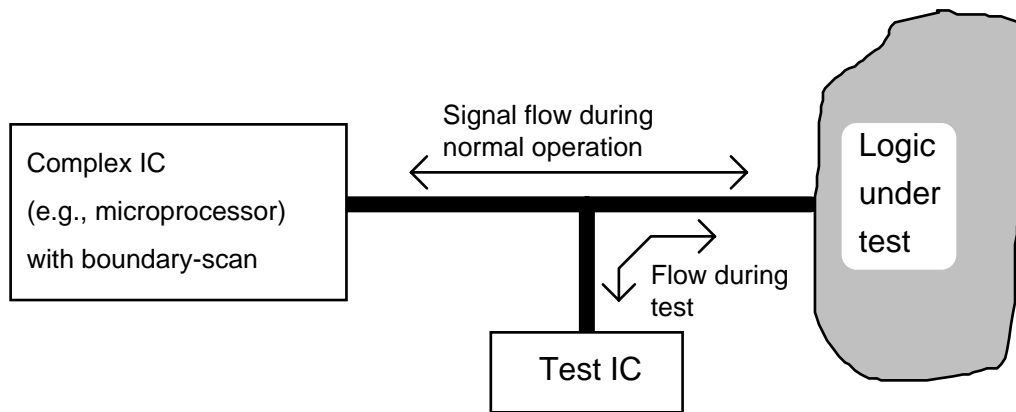 Signal flow during
normal operation
Complex IC
(e.g., microprocessor)
with boundary-scan
Logic
under
test
Flow during
test
Test IC